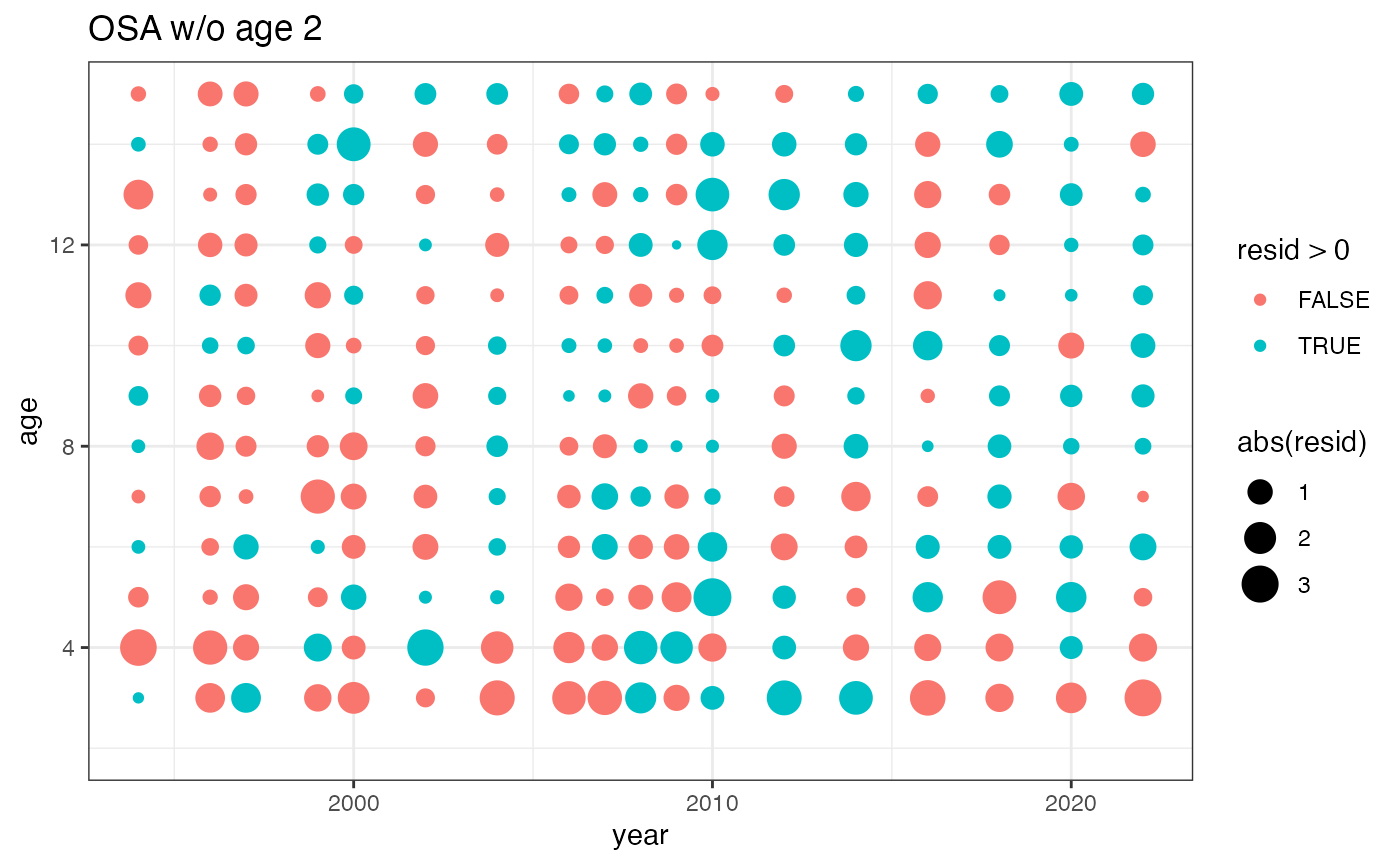 OSA w/o age 2
age
12
8
4
2000
2010
2020
year
resid > 0
FALSE
TRUE
abs(resid)
1
2
3